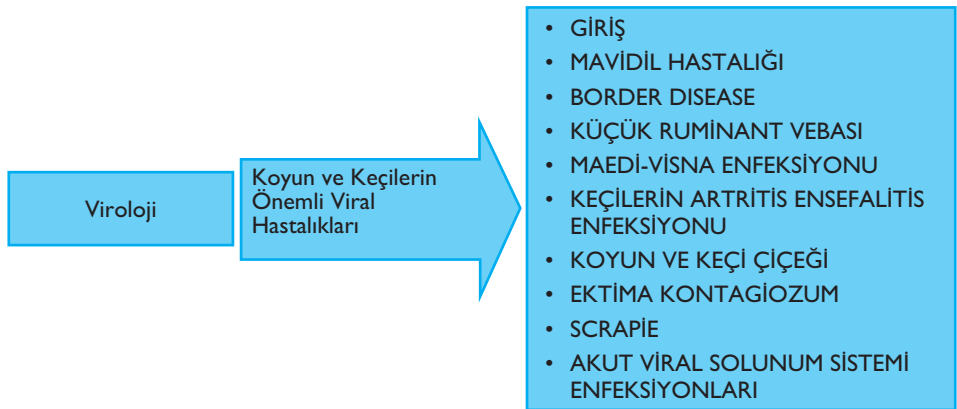 Viroloji
Koyun ve Keçilerin
Önemli Viral
Hastalıkları
• GİRİŞ
• MAVİDİL HASTALIĞI
• BORDER DISEASE
• KÜÇÜK RUMİNANT VEBASI
• MAEDİ-VİSNA ENFEKSİYONU
• KEÇİLERİN ARTRİTİS ENSEFALİTİS
ENFEKSİYONU
• KOYUN VE KEÇİ ÇİÇEĞİ
• EKTİMA KONTAGİOZUM
• SCRAPİE
• AKUT VİRAL SOLUNUM SİSTEMİ
ENFEKSİYONLARI